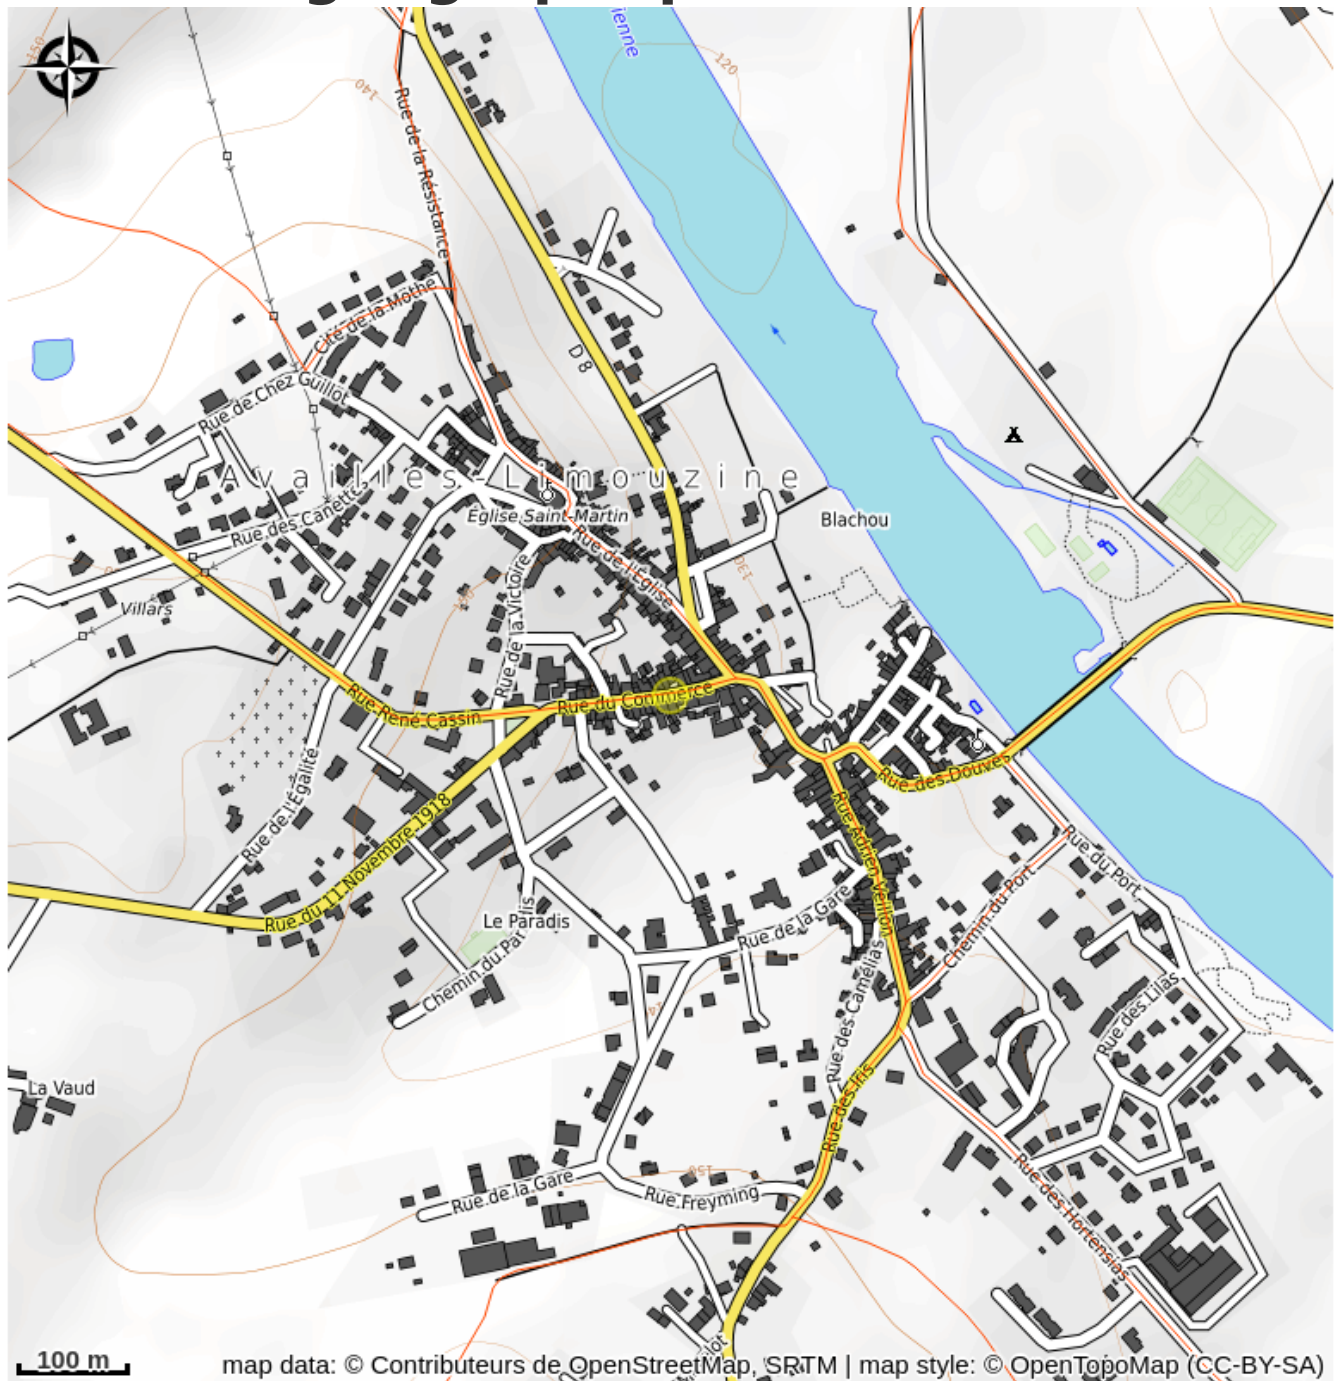 ienne
150
120
140
Rue de la Résistance
Cité de la Mothe
D 8
Rue de Chez Guillot
Availles-Limouzine
Rue des Canettes
Église Saint-Martin
Blachou
Rue de l'Église
130
Rue de la Victoire
Villars
Rue du Commerce
Rue René Cassin
Rue de l'Égalité
Rue des Douves
Rue du 11 Novembre 1918
Rue Adrien Veillon
Rue du Port
Chemin du Port
Le Paradis
Rue de la Gare
Chemin du Paradis
Rue des Camélias
Rue des Lilas
La Vaud
Rue des Iris
150
Rue de la Gare
Rue Freyming
Rue des Hortensias
100 m
map data: © Contributeurs de OpenStreetMap, SRTM | map style: © OpenTopoMap (CC-BY-SA)